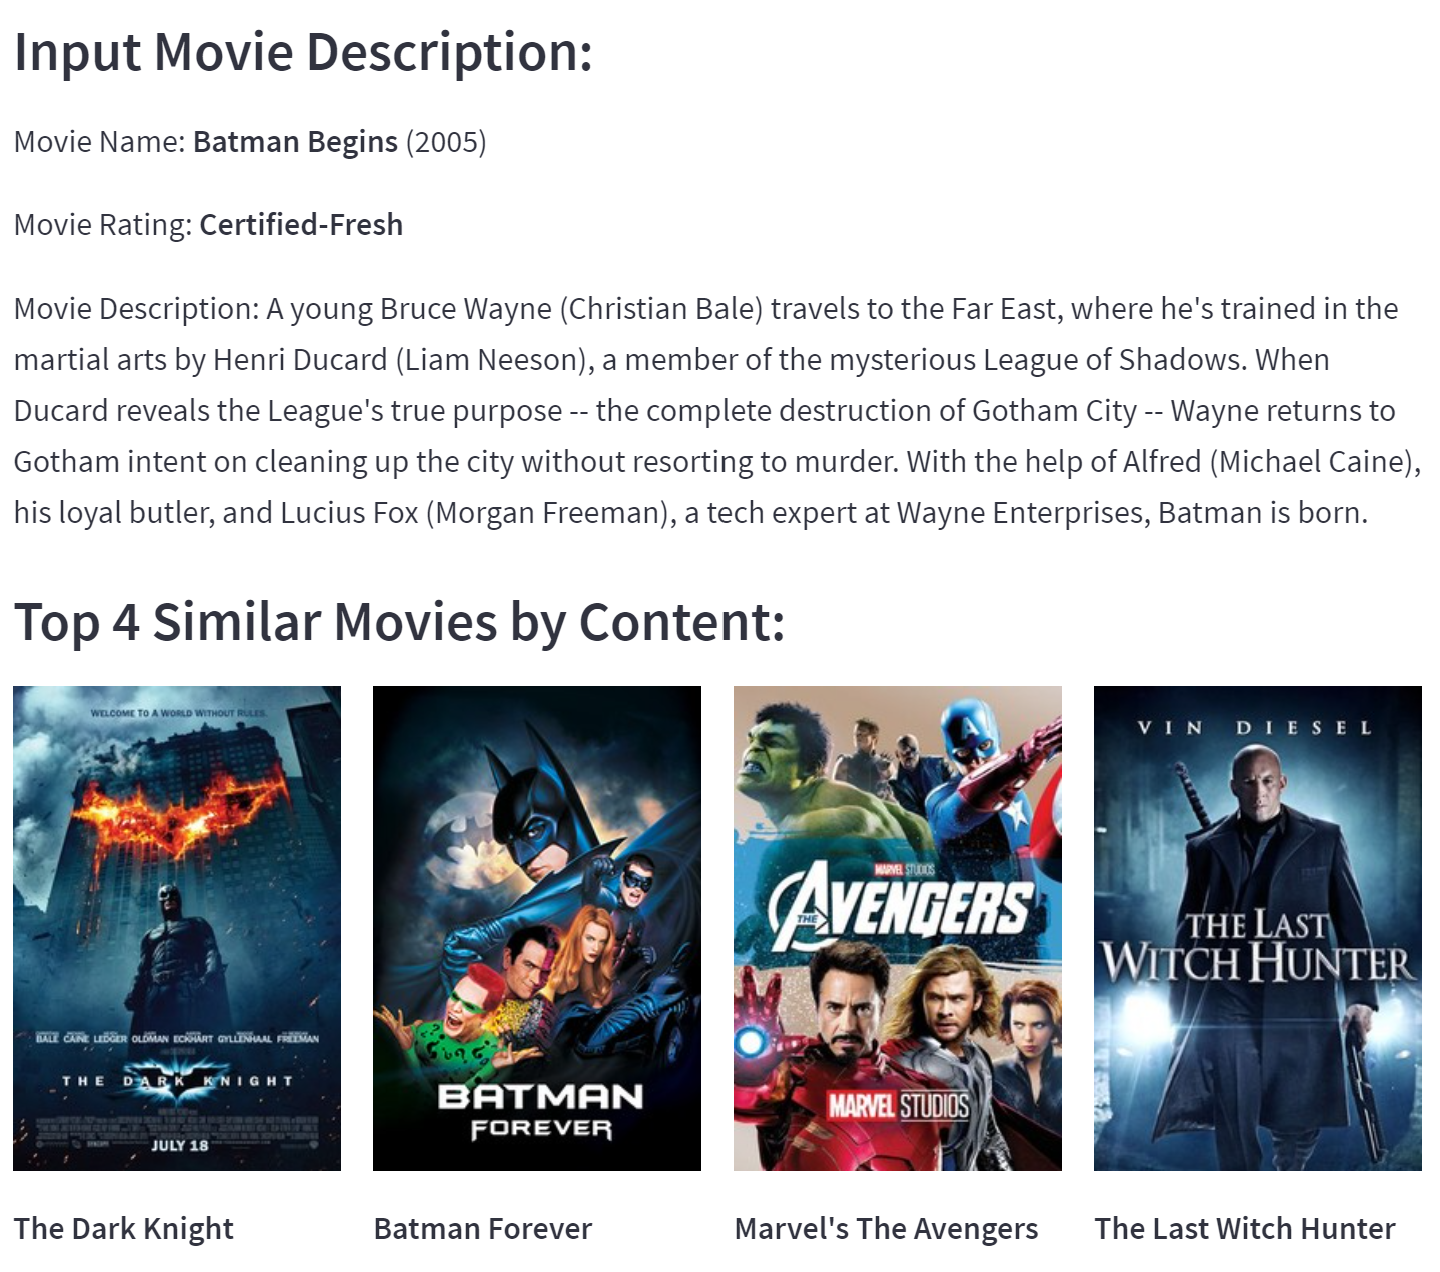 Input Movie Description:
Movie Name: Batman Begins (2005)
Movie Rating: Certified-Fresh
Movie Description: A young Bruce Wayne (Christian Bale) travels to the Far East, where he's trained in the
martial arts by Henri Ducard (Liam Neeson), a member of the mysterious League of Shadows. When
Ducard reveals the League's true purpose -- the complete destruction of Gotham City -- Wayne returns to
Gotham intent on cleaning up the city without resorting to murder. With the help of Alfred (Michael Caine),
his loyal butler, and Lucius Fox (Morgan Freeman), a tech expert at Wayne Enterprises, Batman is born.
Top 4 Similar Movies by Content:
WELCOME TO A WORLD WITHOUT RULES.
BALE CAINE LEDGER OLDMAN ECKHART GYLLENHAAL FREEMAN
THE DARK KNIGHT
JULY 18
BATMAN
FOREVER
MARVEL STUDIOS
THE AVENGERS
MARVEL STUDIOS
VIN DIESEL
THE LAST
WITCH HUNTER
The Dark Knight
Batman Forever
Marvel's The Avengers
The Last Witch Hunter